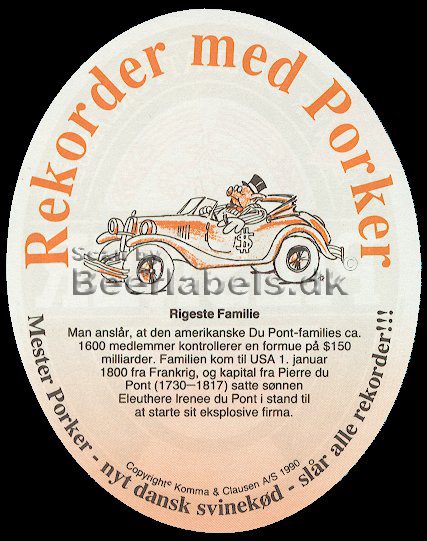 Rekorder med Porker
$
©
Scan by
BeerLabels.dk
Rigeste Familie
Man anslår, at den amerikanske Du Pont-families ca.
1600 medlemmer kontrollerer en formue på $150
milliarder. Familien kom til USA 1. januar
1800 fra Frankrig, og kapital fra Pierre du
Pont (1730—1817) satte sønnen
Eleuthere Irenee du Pont i stand til
at starte sit eksplosive firma.
Copyright© Komma & Clausen A/S 1990
Mester Porker - nyt dansk svinekød - slår alle rekorder!!!